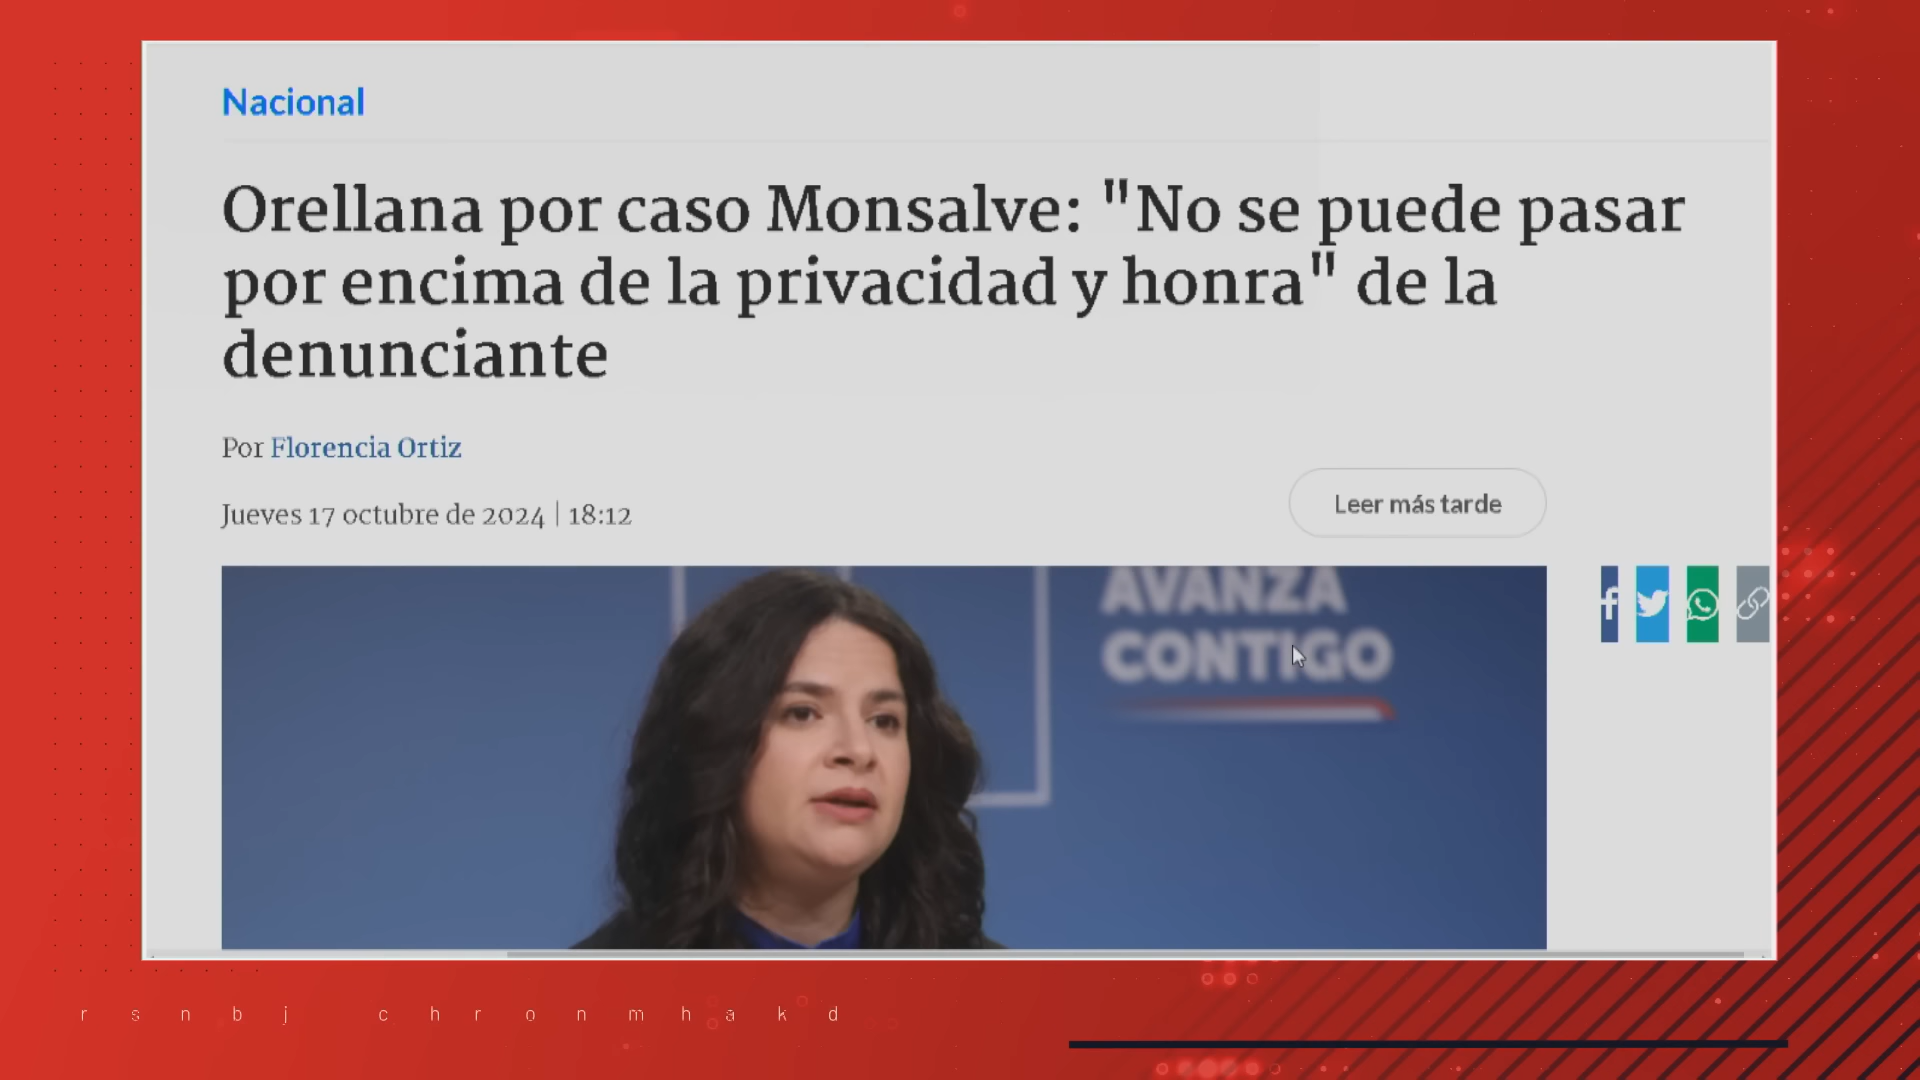 Nacional
Orellana por caso Monsalve: "No se puede pasar
por encima de la privacidad y honra" de la
denunciante
Por Florencia Ortiz
Jueves 17 octubre de 2024 | 18:12
Leer más tarde
AVANZA
CONTIGO
r s n b j c h r o n m h a k d